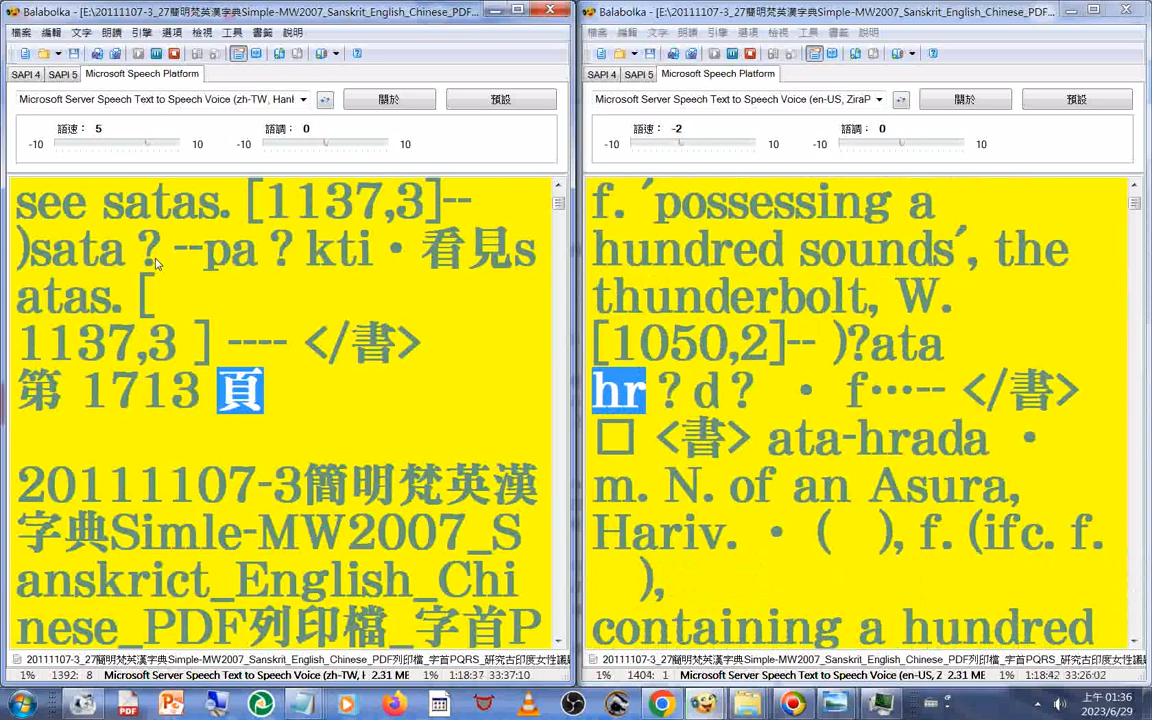 Balabolka - [E:\20111107-3_27簡明梵英漢字典Simple-MW2007_Sanskrit_English_Chinese_PDF...
檔案 編輯 文字 朗讀 引擎 選項 檢視 工具 書籤 說明
SAPI 4 SAPI 5 Microsoft Speech Platform
Microsoft Server Speech Text to Speech Voice (zh-TW, Hanl
關於 預設
語速： 5 語調： 0
-10 10 -10 10
see satas. [1137,3]--
)sata？--pa？kti・看見s
atas. [
1137,3 ] ---- </書>
第 1713 頁
20111107-3簡明梵英漢
字典Simle-MW2007_S
anskrict_English_Chi
nese_PDF列印檔_字首P
20111107-3_27簡明梵英漢字典Simple-MW2007_Sanskrit_English_Chinese_PDF列印檔_字首PQRS_研究古印度女性議
1% 1392: 8 Microsoft Server Speech Text to Speech Voice (zh-TW, H 2.31 ME 1% 1:18:37 33:37:10
Balabolka - [E:\20111107-3_27簡明梵英漢字典Simple-MW2007_Sanskrit_English_Chinese_PDF...
檔案 編輯 文字 朗讀 引擎 選項 檢視 工具 書籤 說明
SAPI 4 SAPI 5 Microsoft Speech Platform
Microsoft Server Speech Text to Speech Voice (en-US, ZiraP
關於 預設
語速： -2 語調： 0
-10 10 -10 10
f. ′possessing a
hundred sounds′, the
thunderbolt, W.
[1050,2]-- )?ata
hr？d？ ・ f…-- </書>
□ <書> ata-hrada ・
m. N. of an Asura,
Hariv. ・ ( ), f. (ifc. f.
),
containing a hundred
20111107-3_27簡明梵英漢字典Simple-MW2007_Sanskrit_English_Chinese_PDF列印檔_字首PQRS_研究古印度女性議
1% 1404: 1 Microsoft Server Speech Text to Speech Voice (en-US, Z 2.31 ME 1% 1:18:42 33:26:02
上午 01:36
2023/6/29